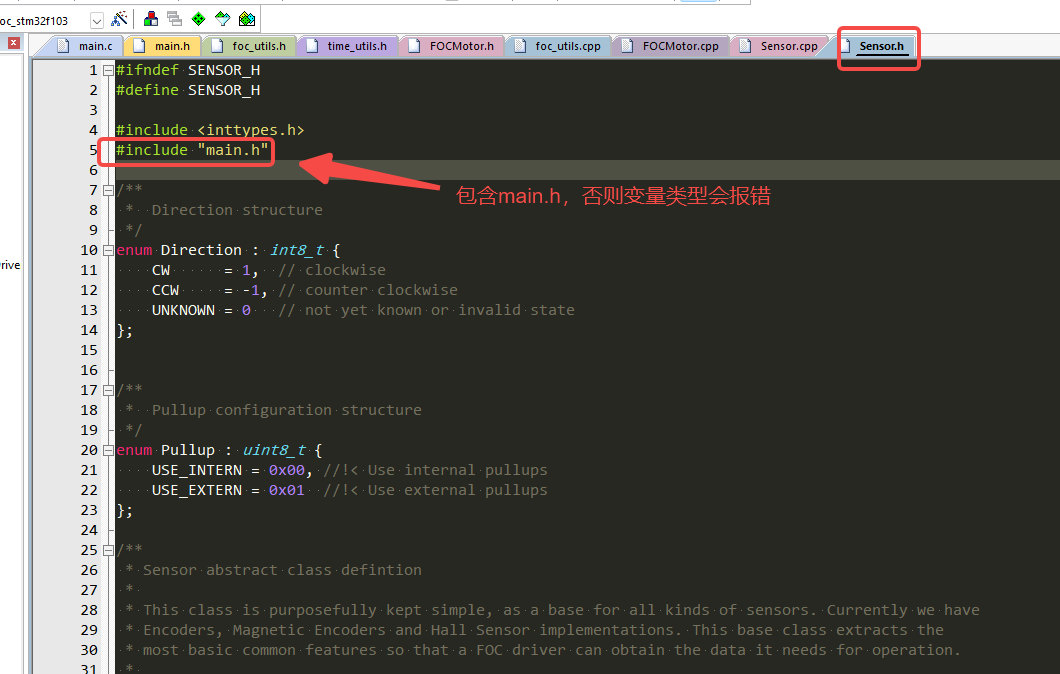 oc_stm32f103
main.c main.h foc_utils.h time_utils.h FOCMotor.h foc_utils.cpp FOCMotor.cpp Sensor.cpp Sensor.h
1 #ifndef SENSOR_H
2 #define SENSOR_H
3
4 #include <inttypes.h>
5 #include "main.h"
6
包含main.h，否则变量类型会报错
7 /**
8 * Direction structure
9 */
10 enum Direction : int8_t {
11 CW = 1, // clockwise
rive
12 CCW = -1, // counter clockwise
13 UNKNOWN = 0 // not yet known or invalid state
14 };
15
16
17 /**
18 * Pullup configuration structure
19 */
20 enum Pullup : uint8_t {
21 USE_INTERN = 0x00, //!< Use internal pullups
22 USE_EXTERN = 0x01 //!< Use external pullups
23 };
24
25 /**
26 * Sensor abstract class defintion
27 *
28 * This class is purposefully kept simple, as a base for all kinds of sensors. Currently we have
29 * Encoders, Magnetic Encoders and Hall Sensor implementations. This base class extracts the
30 * most basic common features so that a FOC driver can obtain the data it needs for operation.
31 *